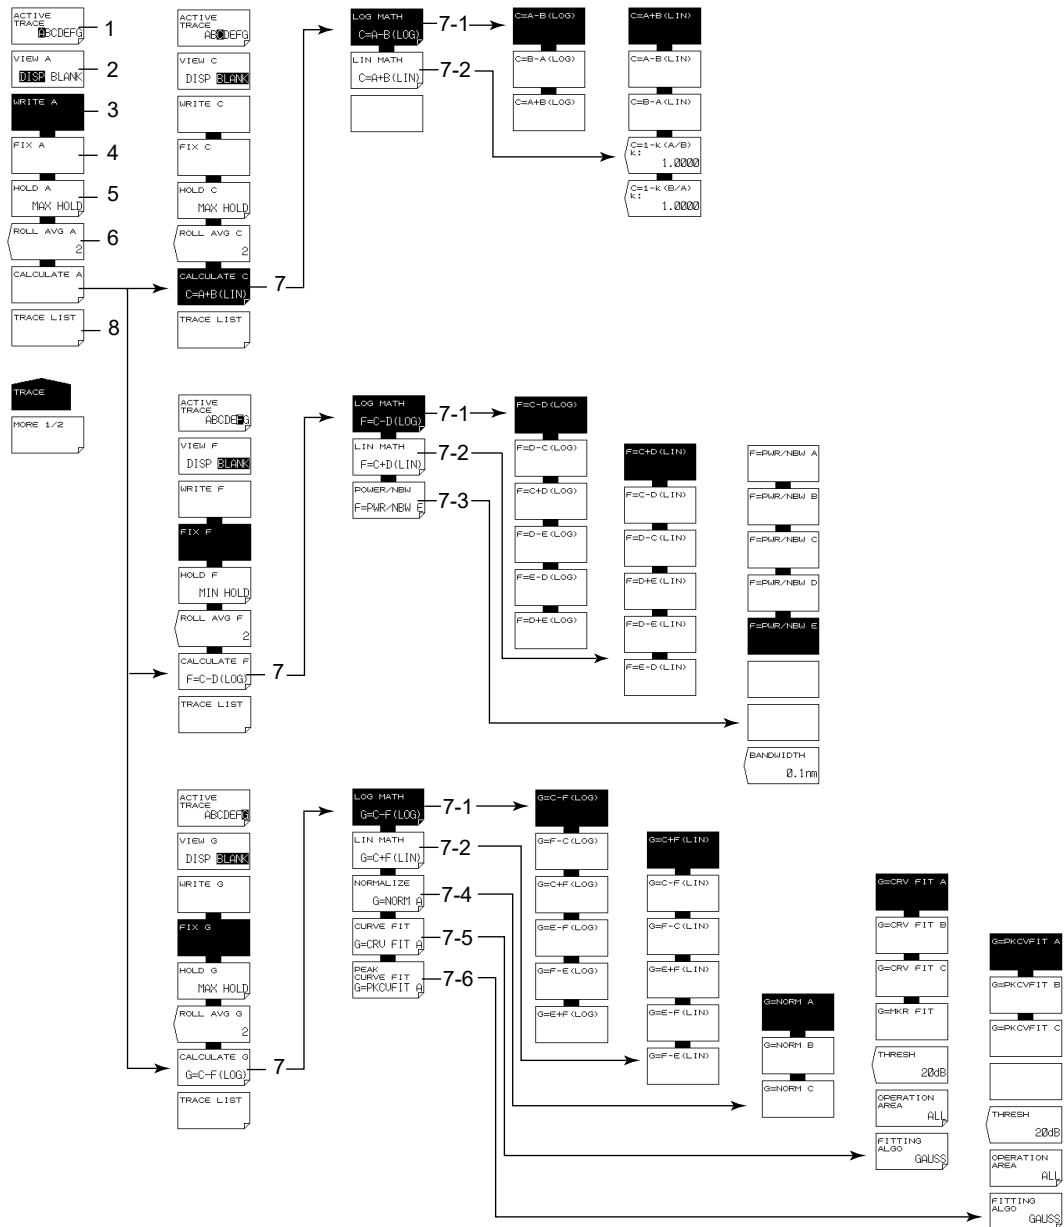 ACTIVE
TRACE
ABCDEFG
1
VIEW A
DISP BLANK
2
WRITE A
3
FIX A
4
HOLD A
MAX HOLD
5
ROLL AVG A
2
6
CALCULATE A
TRACE LIST
8
TRACE
MORE 1/2
ACTIVE
TRACE
ABCDEFG
VIEW C
DISP BLANK
WRITE C
FIX C
HOLD C
MAX HOLD
ROLL AVG C
2
CALCULATE C
C=A+B(LIN)
7
TRACE LIST
LOG MATH
C=A-B(LOG)
7-1
LIN MATH
C=A+B(LIN)
7-2
C=A-B(LOG)
C=B-A(LOG)
C=A+B(LOG)
C=A+B(LIN)
C=A-B(LIN)
C=B-A(LIN)
C=1-k(A/B)
k:
1.0000
C=1-k(B/A)
k:
1.0000
ACTIVE
TRACE
ABCDEFG
VIEW F
DISP BLANK
WRITE F
FIX F
HOLD F
MIN HOLD
ROLL AVG F
2
CALCULATE F
F=C-D(LOG)
7
TRACE LIST
LOG MATH
F=C-D(LOG)
7-1
LIN MATH
F=C+D(LIN)
7-2
POWER/NBW
F=PWR/NBW E
7-3
F=C-D(LOG)
F=D-C(LOG)
F=C+D(LOG)
F=D-E(LOG)
F=E-D(LOG)
F=D+E(LOG)
F=C+D(LIN)
F=C-D(LIN)
F=D-C(LIN)
F=D+E(LIN)
F=D-E(LIN)
F=E-D(LIN)
F=PWR/NBW A
F=PWR/NBW B
F=PWR/NBW C
F=PWR/NBW D
F=PWR/NBW E
BANDWIDTH
0.1nm
ACTIVE
TRACE
ABCDEFG
VIEW G
DISP BLANK
WRITE G
FIX G
HOLD G
MAX HOLD
ROLL AVG G
2
CALCULATE G
G=C-F(LOG)
7
TRACE LIST
LOG MATH
G=C-F(LOG)
7-1
LIN MATH
G=C+F(LIN)
7-2
NORMALIZE
G=NORM A
7-4
CURVE FIT
G=CRV FIT A
7-5
PEAK
CURVE FIT
G=PKCVFIT A
7-6
G=C-F(LOG)
G=F-C(LOG)
G=C+F(LOG)
G=E-F(LOG)
G=F-E(LOG)
G=E+F(LOG)
G=C+F(LIN)
G=C-F(LIN)
G=F-C(LIN)
G=E+F(LIN)
G=E-F(LIN)
G=F-E(LIN)
G=NORM A
G=NORM B
G=NORM C
G=CRV FIT A
G=CRV FIT B
G=CRV FIT C
G=MKR FIT
THRESH
20dB
OPERATION
AREA
ALL
FITTING
ALGO
GAUSS
G=PKCVFIT A
G=PKCVFIT B
G=PKCVFIT C
THRESH
20dB
OPERATION
AREA
ALL
FITTING
ALGO
GAUSS